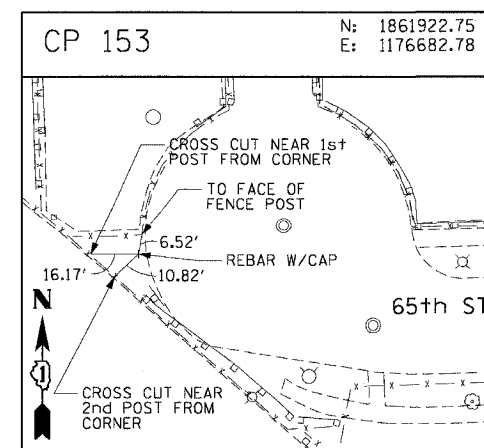 CP 153
N: 1861922.75
E: 1176682.78
CROSS CUT NEAR 1st
POST FROM CORNER
TO FACE OF
FENCE POST
6.52'
REBAR W/CAP
16.17'
10.82'
65th ST
N
1
CROSS CUT NEAR
2nd POST FROM
CORNER